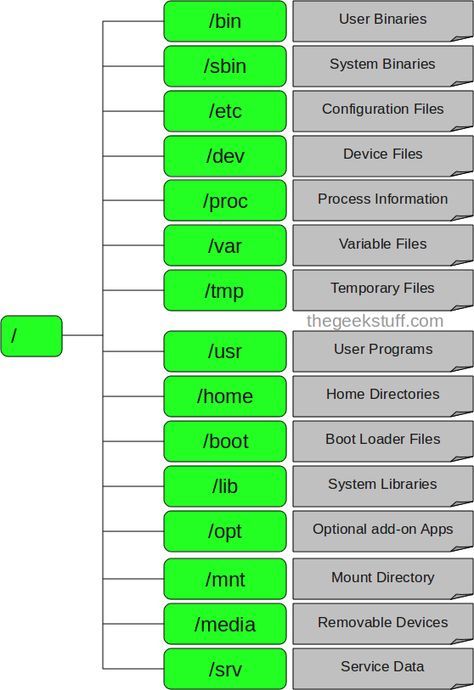 /bin
User Binaries
/sbin
System Binaries
/etc
Configuration Files
/dev
Device Files
/proc
Process Information
/var
Variable Files
/tmp
Temporary Files
thegeekstuff.com
/
/usr
User Programs
/home
Home Directories
/boot
Boot Loader Files
/lib
System Libraries
/opt
Optional add-on Apps
/mnt
Mount Directory
/media
Removable Devices
/srv
Service Data